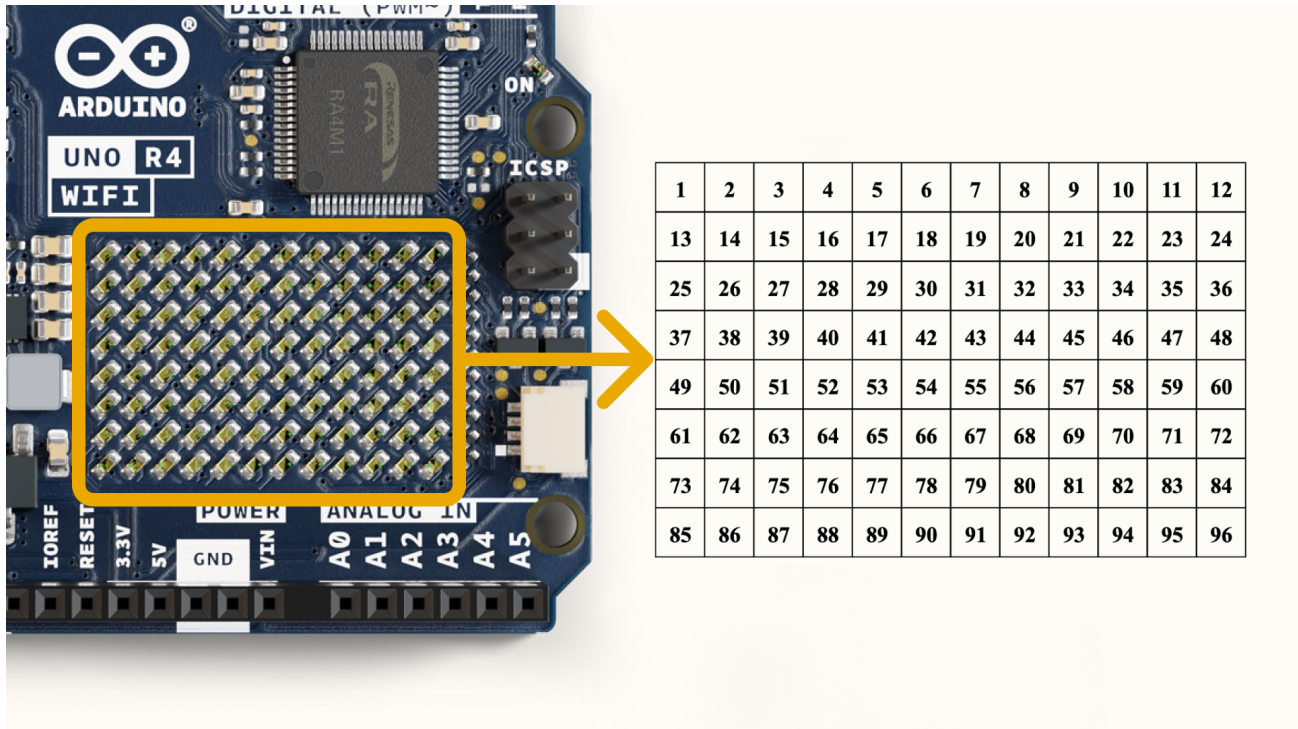 DIGITAL (PWM~)
®
ARDUINO
UNO R4
WIFI
RENESAS
RA
RA4M1
ON
ICSP
POWER
ANALOG IN
IOREF
RESET
3.3V
5V
GND
VIN
A0
A1
A2
A3
A4
A5
1 2 3 4 5 6 7 8 9 10 11 12
13 14 15 16 17 18 19 20 21 22 23 24
25 26 27 28 29 30 31 32 33 34 35 36
37 38 39 40 41 42 43 44 45 46 47 48
49 50 51 52 53 54 55 56 57 58 59 60
61 62 63 64 65 66 67 68 69 70 71 72
73 74 75 76 77 78 79 80 81 82 83 84
85 86 87 88 89 90 91 92 93 94 95 96